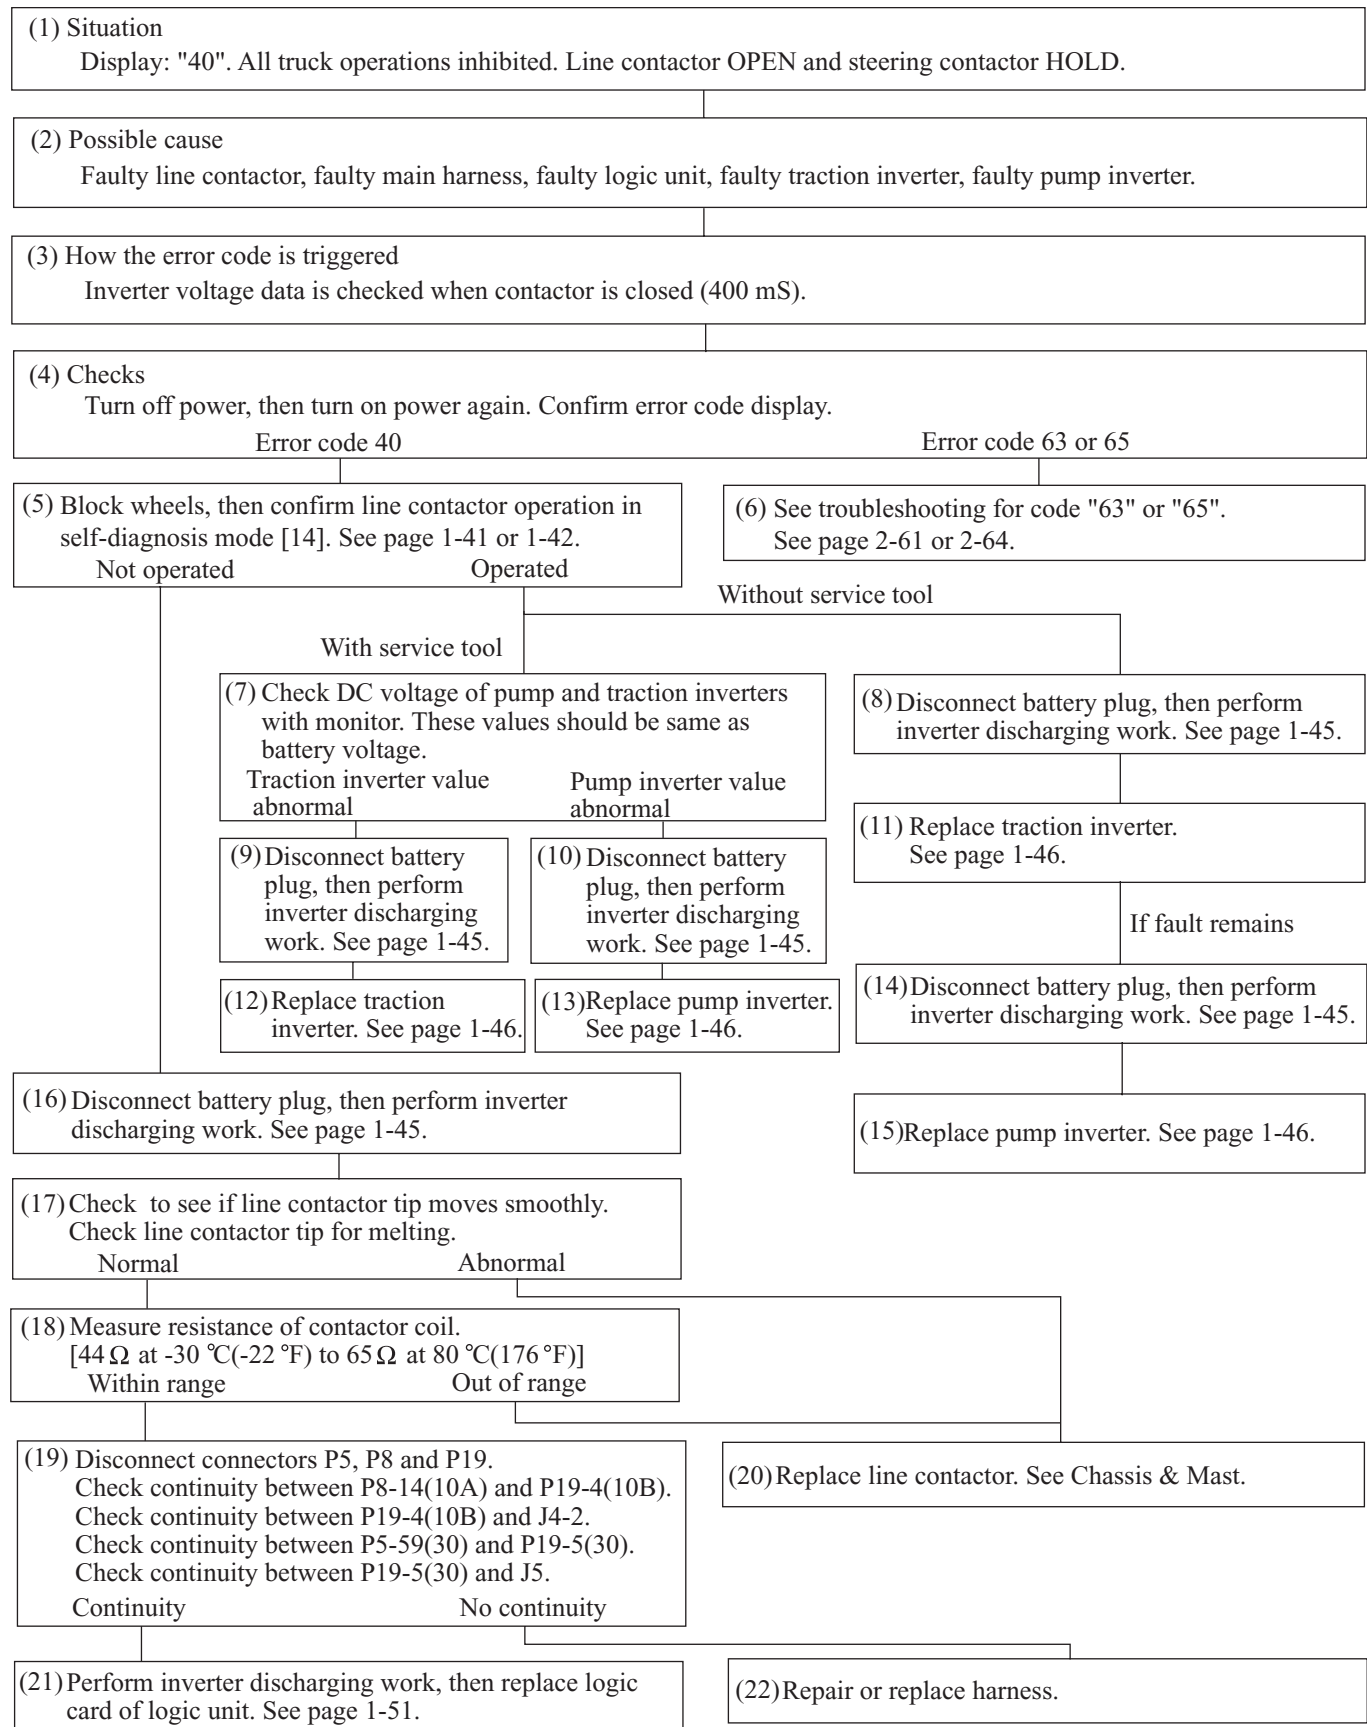 (1) Situation
Display: "40". All truck operations inhibited. Line contactor OPEN and steering contactor HOLD.
(2) Possible cause
Faulty line contactor, faulty main harness, faulty logic unit, faulty traction inverter, faulty pump inverter.
(3) How the error code is triggered
Inverter voltage data is checked when contactor is closed (400 mS).
(4) Checks
Turn off power, then turn on power again. Confirm error code display.
Error code 40
Error code 63 or 65
(5) Block wheels, then confirm line contactor operation in
self-diagnosis mode [14]. See page 1-41 or 1-42.
Not operated
Operated
(6) See troubleshooting for code "63" or "65".
See page 2-61 or 2-64.
Without service tool
With service tool
(7) Check DC voltage of pump and traction inverters
with monitor. These values should be same as
battery voltage.
Traction inverter value
abnormal
Pump inverter value
abnormal
(8) Disconnect battery plug, then perform
inverter discharging work. See page 1-45.
(9) Disconnect battery
plug, then perform
inverter discharging
work. See page 1-45.
(10) Disconnect battery
plug, then perform
inverter discharging
work. See page 1-45.
(11) Replace traction inverter.
See page 1-46.
If fault remains
(12) Replace traction
inverter. See page 1-46.
(13) Replace pump inverter.
See page 1-46.
(14) Disconnect battery plug, then perform
inverter discharging work. See page 1-45.
(15) Replace pump inverter. See page 1-46.
(16) Disconnect battery plug, then perform inverter
discharging work. See page 1-45.
(17) Check to see if line contactor tip moves smoothly.
Check line contactor tip for melting.
Normal
Abnormal
(18) Measure resistance of contactor coil.
[44 Ω at -30 °C(-22 °F) to 65 Ω at 80 °C(176 °F)]
Within range
Out of range
(19) Disconnect connectors P5, P8 and P19.
Check continuity between P8-14(10A) and P19-4(10B).
Check continuity between P19-4(10B) and J4-2.
Check continuity between P5-59(30) and P19-5(30).
Check continuity between P19-5(30) and J5.
Continuity
No continuity
(20) Replace line contactor. See Chassis & Mast.
(21) Perform inverter discharging work, then replace logic
card of logic unit. See page 1-51.
(22) Repair or replace harness.